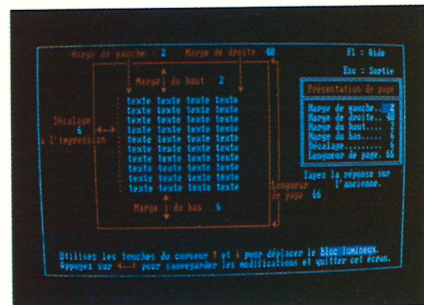 Marge de gauche 2 Marge de droite 40
F1 = Aide
Esc = Sortie
Marge du haut 2
Présentation de page
texte texte texte texte
texte texte texte texte
texte texte texte texte
texte texte texte texte
texte texte texte texte
texte texte texte texte
texte texte texte texte
texte texte texte texte
texte texte texte texte
texte texte texte texte
Décalage
6
à l'impression
Marge de gauche.. 2
Marge de droite.. 40
Marge du haut....
Marge du bas.....
Décalage.........
Longueur de page. 66
Tapez la réponse sur
l'ancienne.
Longueur
de page 66
Marge du bas 6
Utilisez les touches du curseur ↑ et ↓ pour déplacer le bloc lumineux.
Appuyez sur ←┘ pour sauvegarder les modifications et quitter cet écran.